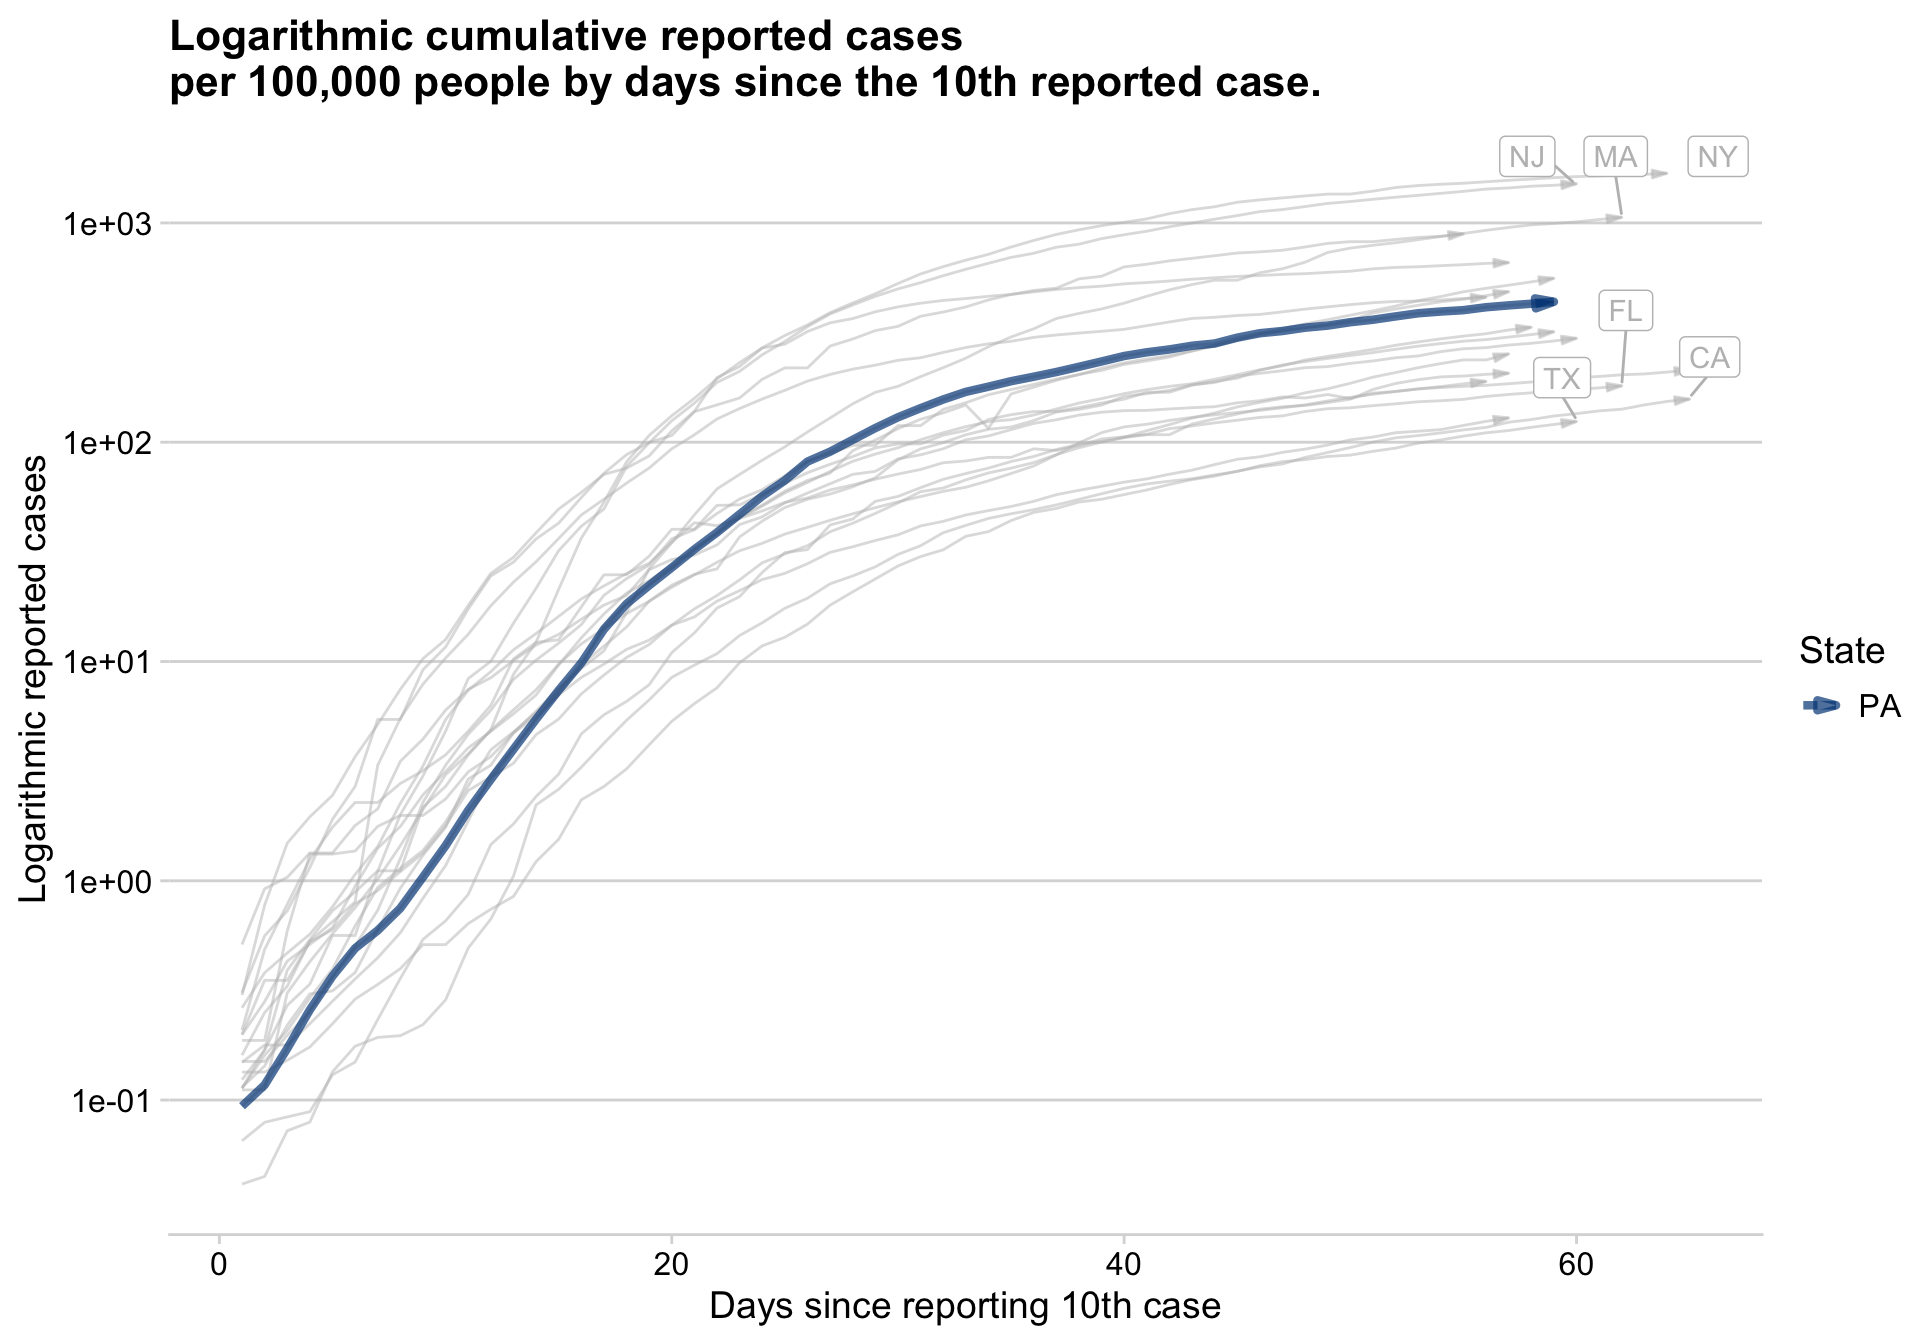 Logarithmic cumulative reported cases
per 100,000 people by days since the 10th reported case.
NJ
MA
NY
1e+03
FL
CA
TX
1e+02
Logarithmic reported cases
1e+01
State
PA
1e+00
1e-01
0
20
40
60
Days since reporting 10th case